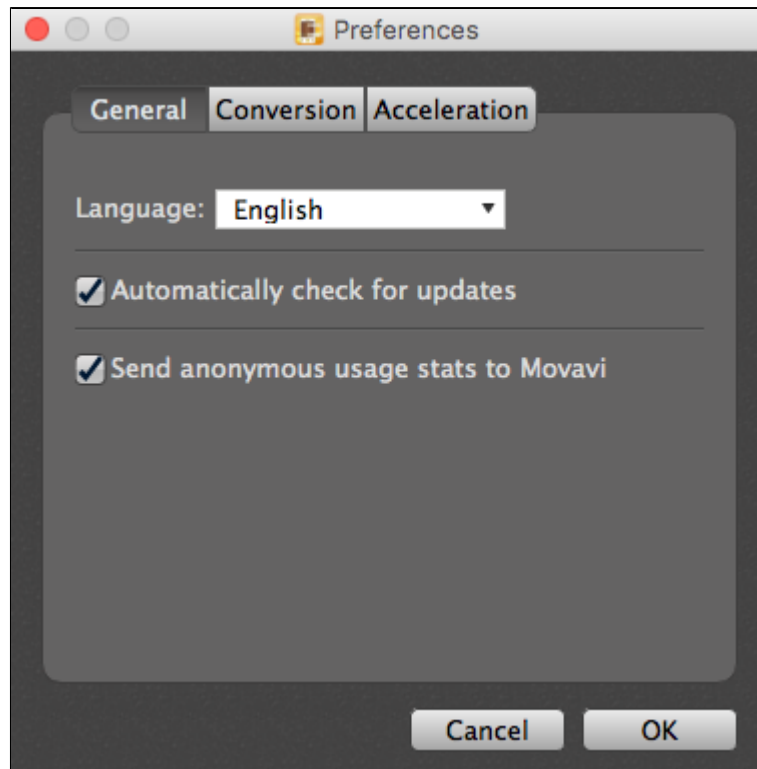 Preferences
General Conversion Acceleration
Language: English
Automatically check for updates
Send anonymous usage stats to Movavi
Cancel OK